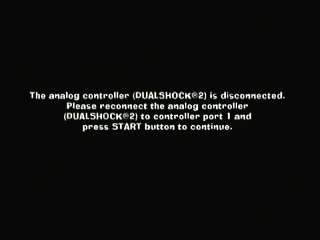 The analog controller (DUALSHOCK®2) is disconnected.
Please reconnect the analog controller
(DUALSHOCK®2) to controller port 1 and
press START button to continue.